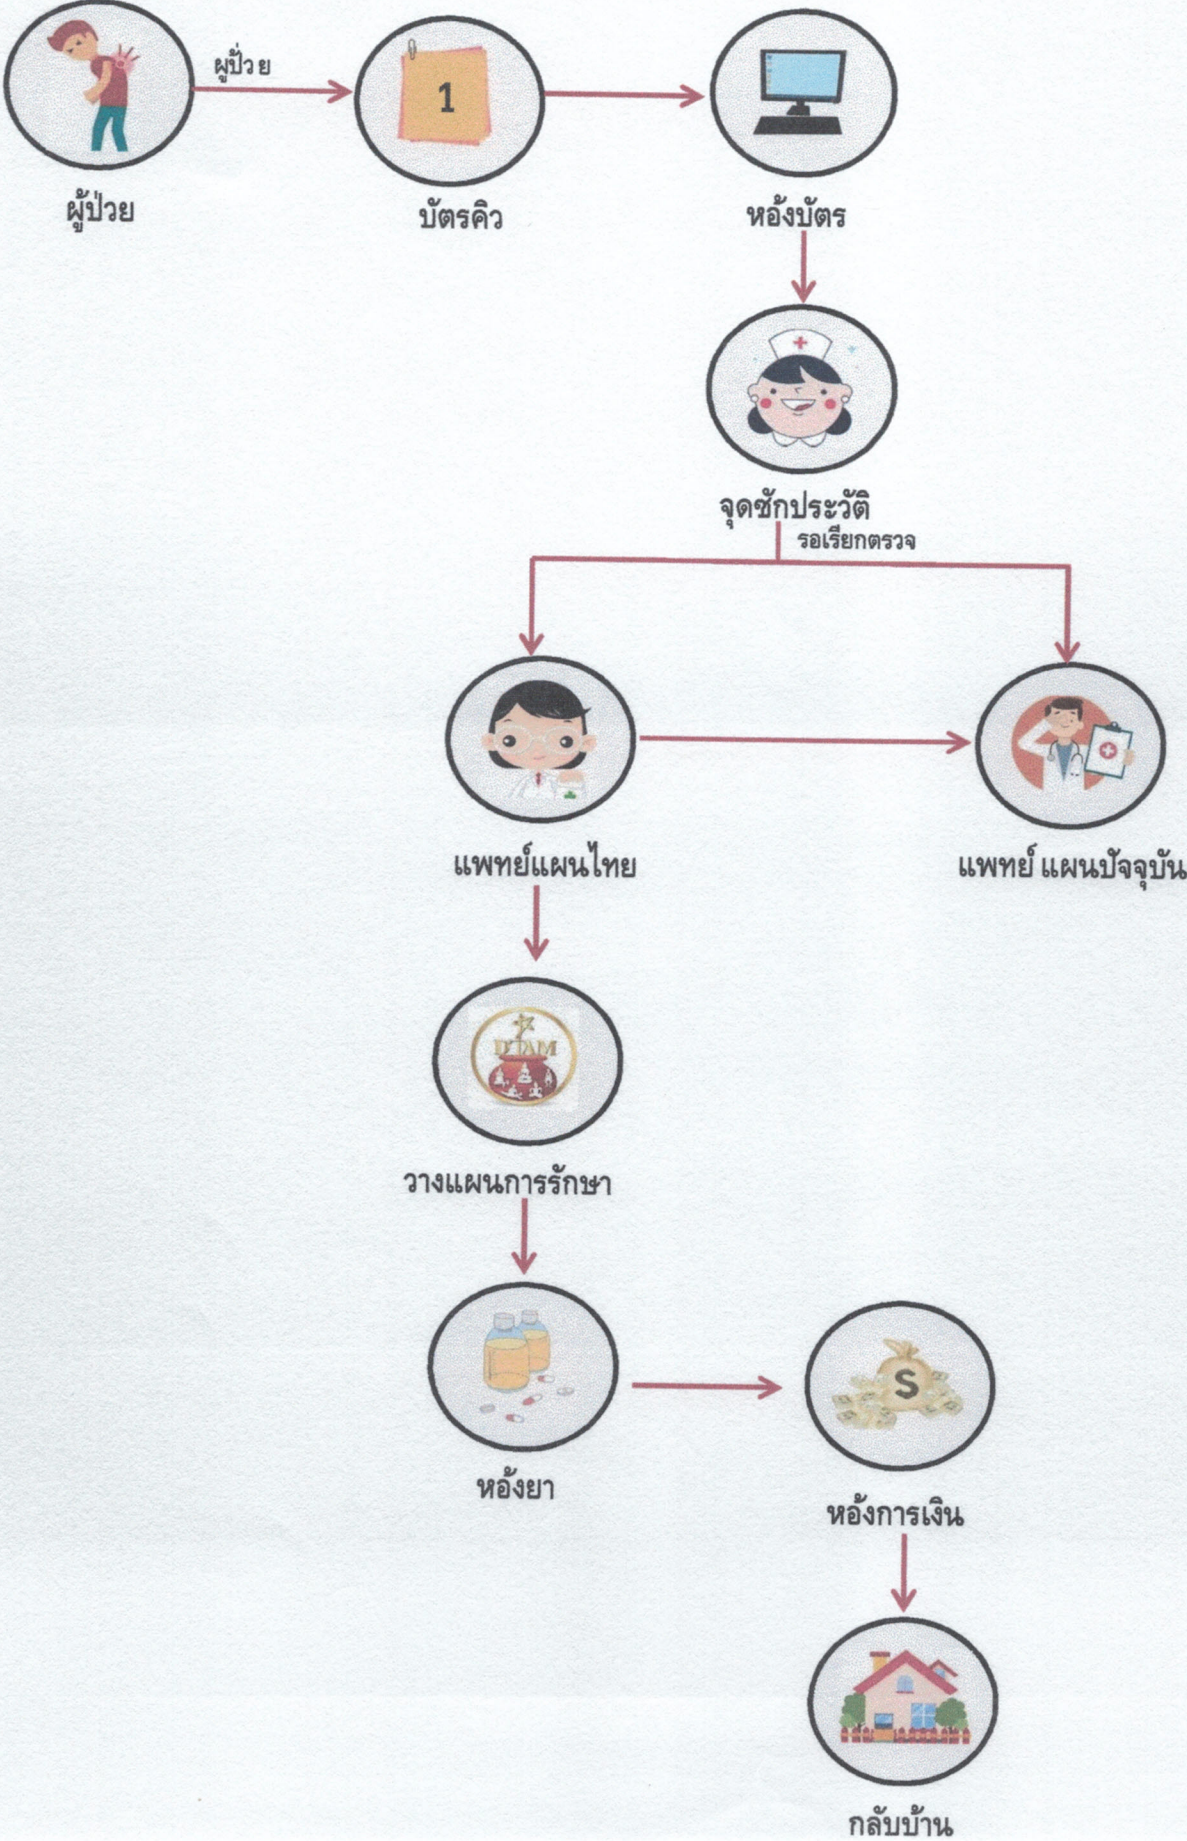 ผู้ป่วย
1
ผู้ป่วย
บัตรคิว
หอ้งบัตร
จุดซักประวัติ
รอเรียกตรวจ
แพทย์แผนไทย
แพทย์ แผนปัจจุบัน
DTAM
วางแผนการรักษา
S
หอ้งยา
หอ้งการเงิน
กลับบ้าน